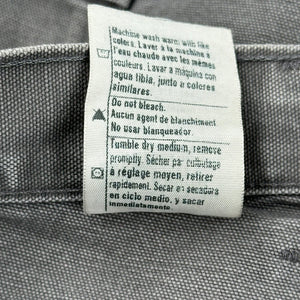 Machine wash warm with like
colors. Laver à la machine à
l'eau chaude avec les mêmes
couleurs. Lavar a máquina con
agua tibia, junto a colores
similares.
Do not bleach.
Aucun agent de blanchiment.
No usar blanqueador.
Tumble dry medium, remove
promptly. Sécher par culbutage
à réglage moyen, retirer
rapidement. Secar en secadora
en ciclo medio, y sacar
inmediatamente.